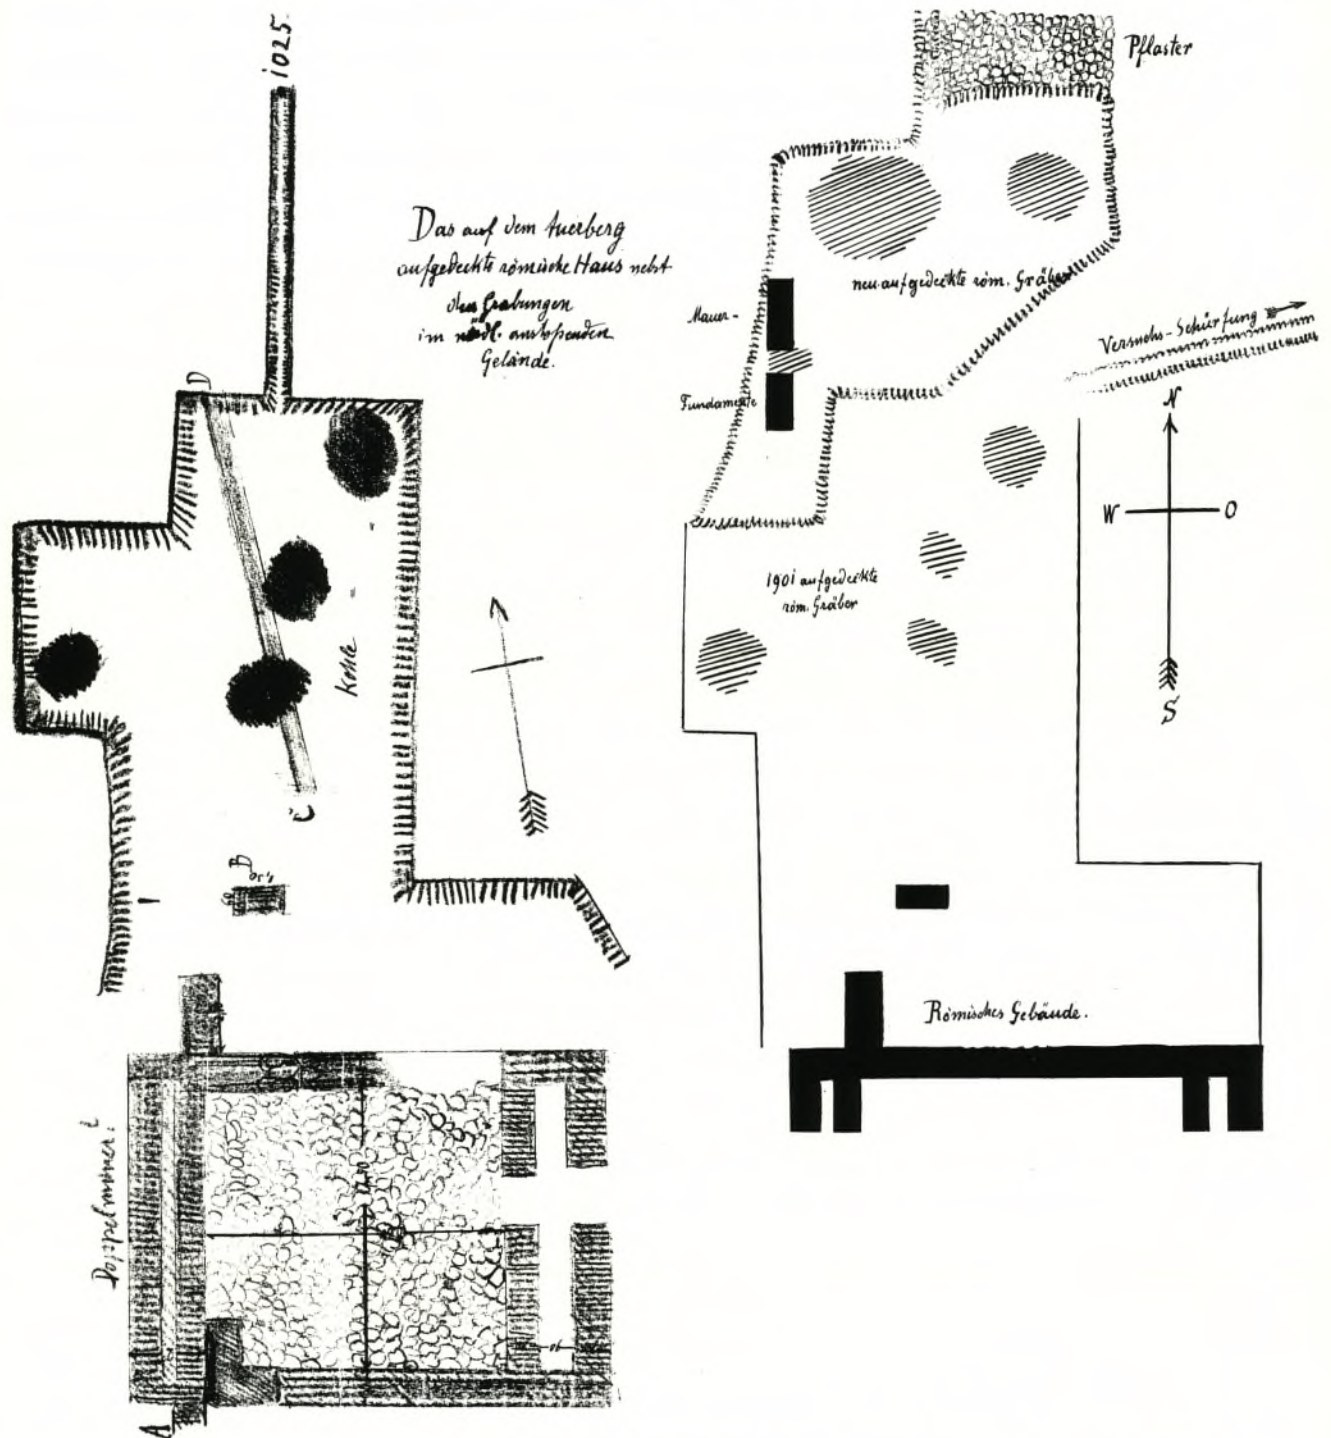 1025
Das auf dem Auerberg
aufgedeckte römische Haus nebst
den Grabungen
im nördl. anstoßenden
Gelände.
D
Kohle
C
B
Doppelmauer
A
Pflaster
neu aufgedeckte röm. Gräber
Mauer-
Fundamente
Versuchs-Schürfung
N
W O
S
1901 aufgedeckte
röm. Gräber
Römisches Gebäude.